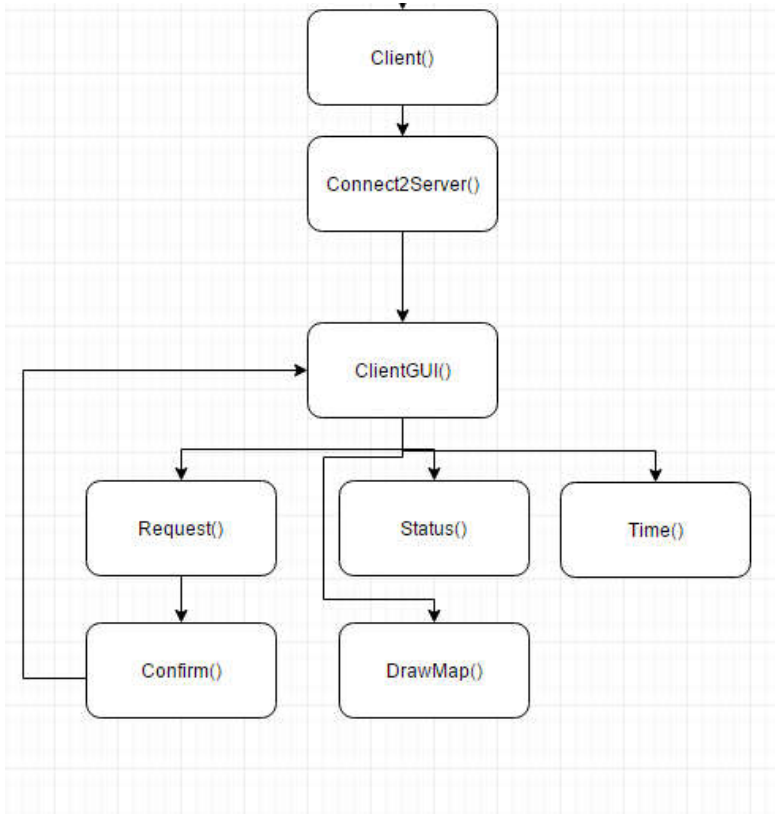 Client()
Connect2Server()
ClientGUI()
Request()
Status()
Time()
Confirm()
DrawMap()